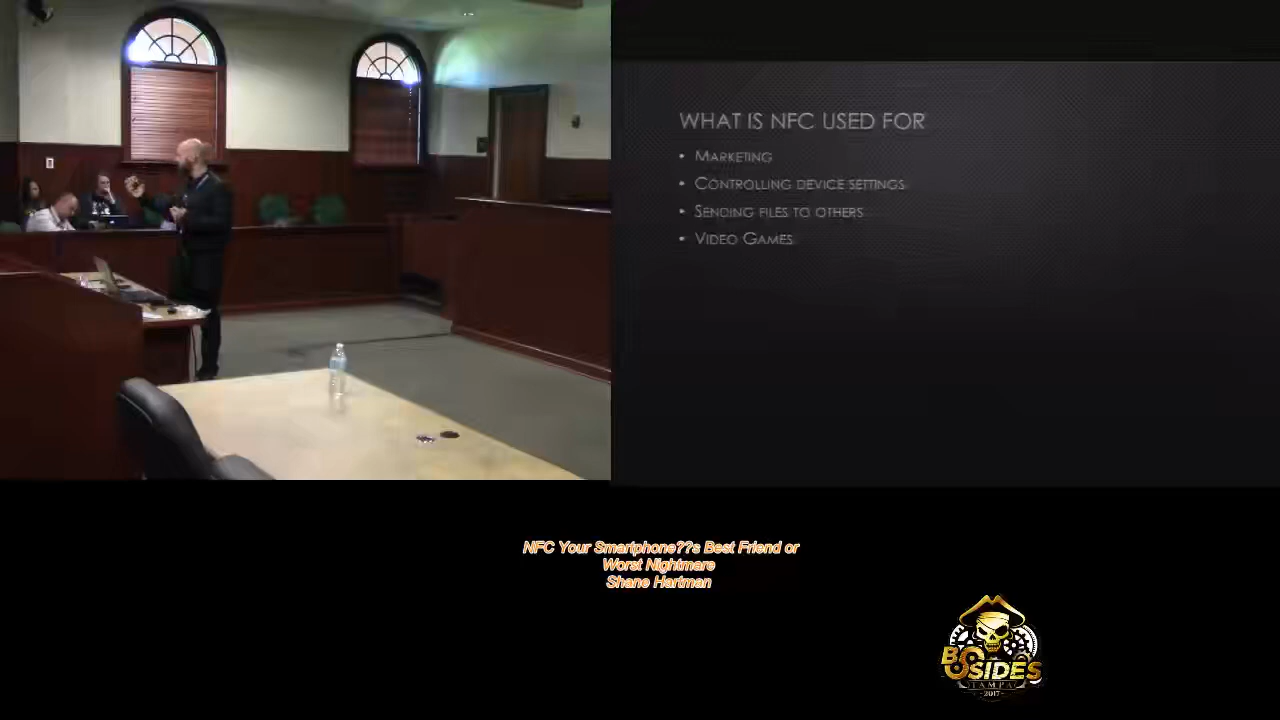 WHAT IS NFC USED FOR
• MARKETING
• CONTROLLING DEVICE SETTINGS
• SENDING FILES TO OTHERS
• VIDEO GAMES
NFC Your Smartphone??s Best Friend or
Worst Nightmare
Shane Hartman
BSIDES
TAMPA
-2017-